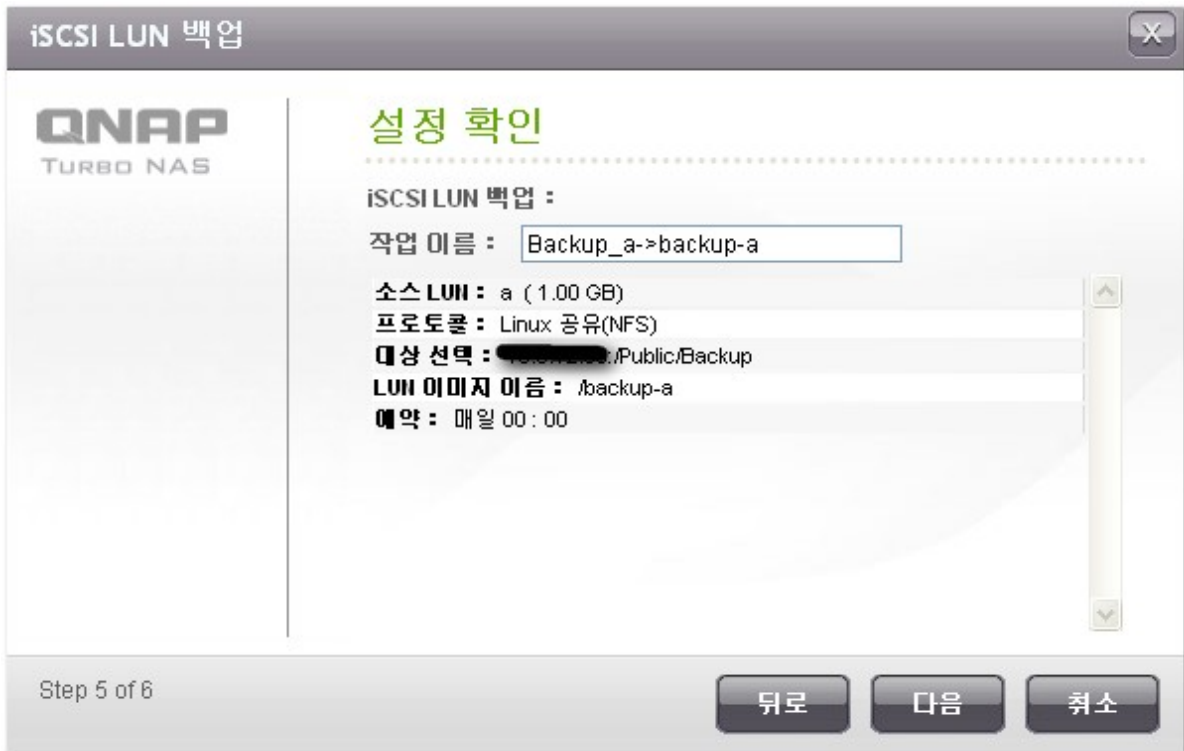 iSCSI LUN 백업
X
QNAP
TURBO NAS
설정 확인
iSCSI LUN 백업 :
작업 이름 : Backup_a->backup-a
소스 LUN : a ( 1.00 GB)
프로토콜 : Linux 공유(NFS)
대상 선택 : :/Public/Backup
LUN 이미지 이름 : /backup-a
예약 : 매일 00 : 00
Step 5 of 6
뒤로
다음
취소